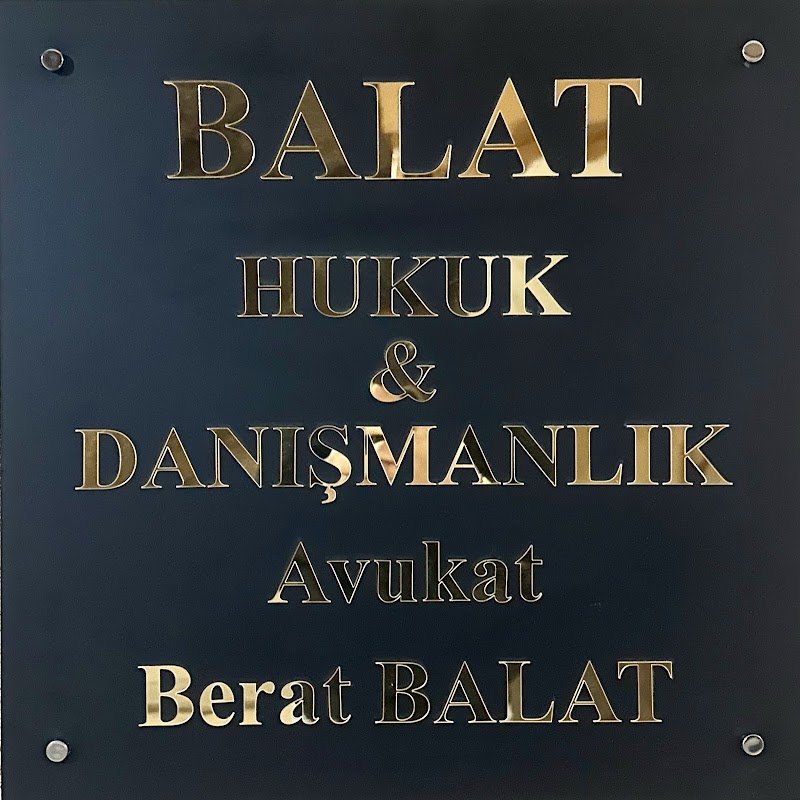 BALAT
HUKUK
&
DANIŞMANLIK
Avukat
Berat BALAT